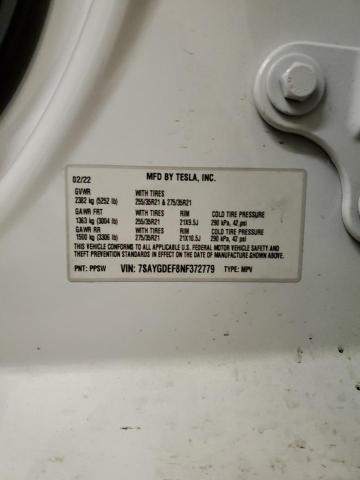 02/22 MFD BY TESLA, INC.
GVWR WITH TIRES
2382 kg (5252 lb) 255/35R21 & 275/35R21
GAWR FRT WITH TIRES RIM COLD TIRE PRESSURE
1363 kg (3004 lb) 255/35R21 21X9.5J 290 kPa, 42 psi
GAWR RR WITH TIRES RIM COLD TIRE PRESSURE
1500 kg (3306 lb) 275/35R21 21X10.5J 290 kPa, 42 psi
THIS VEHICLE CONFORMS TO ALL APPLICABLE U.S. FEDERAL MOTOR VEHICLE SAFETY AND
THEFT PREVENTION STANDARDS IN EFFECT ON THE DATE OF MANUFACTURE SHOWN ABOVE.
PNT: PPSW VIN: 7SAYGDEF8NF372779 TYPE: MPV